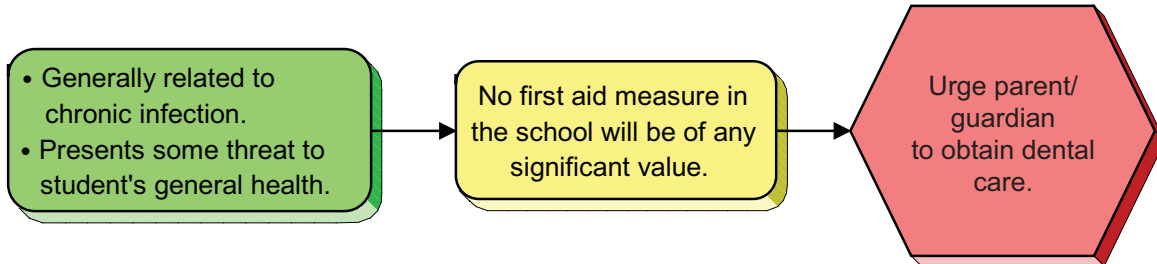 • Generally related to
chronic infection.
• Presents some threat to
student's general health.
No first aid measure in
the school will be of any
significant value.
Urge parent/
guardian
to obtain dental
care.